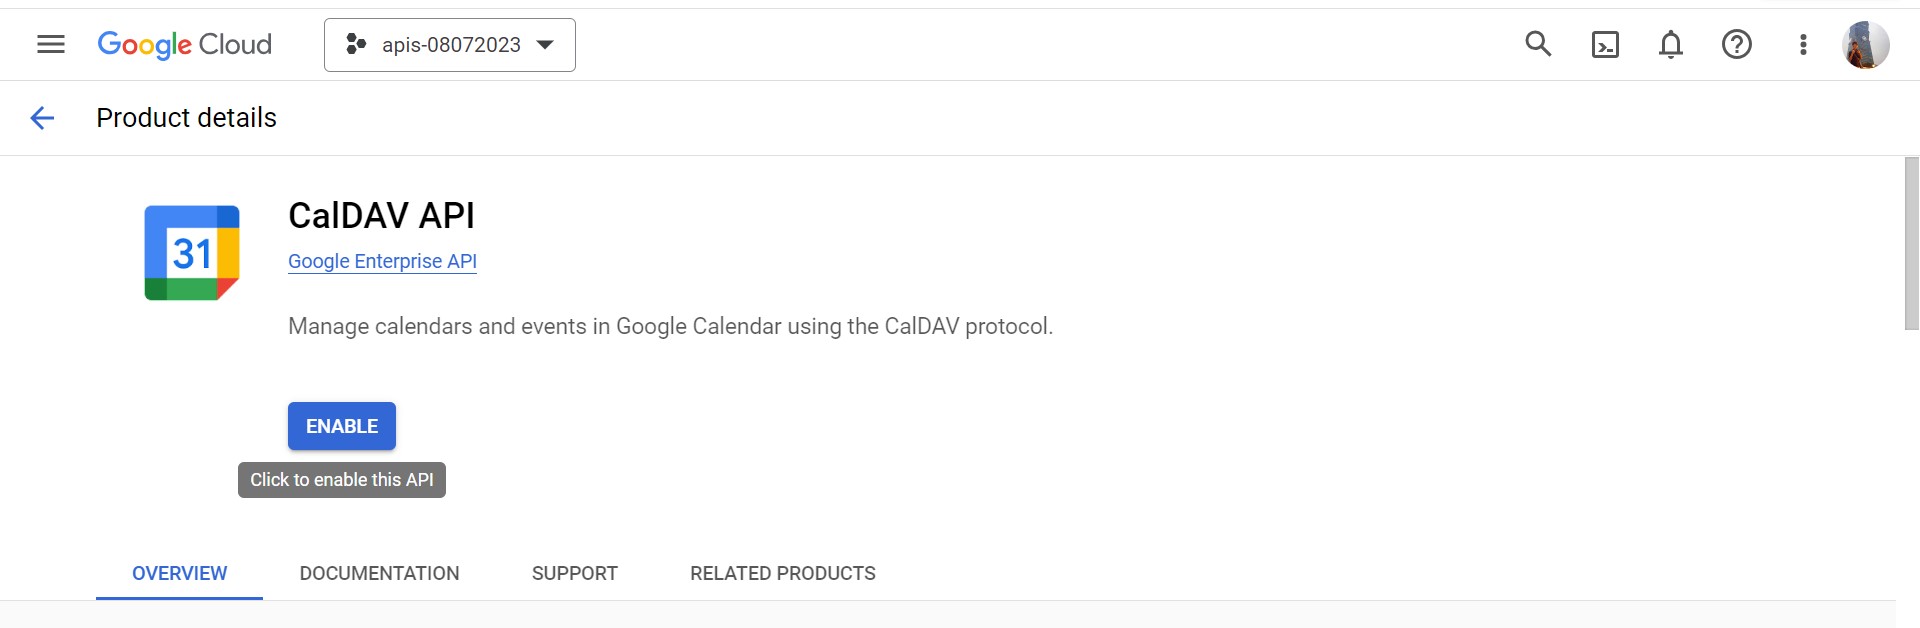 Google Cloud
apis-08072023
Product details
31
CalDAV API
Google Enterprise API
Manage calendars and events in Google Calendar using the CalDAV protocol.
ENABLE
Click to enable this API
OVERVIEW
DOCUMENTATION
SUPPORT
RELATED PRODUCTS